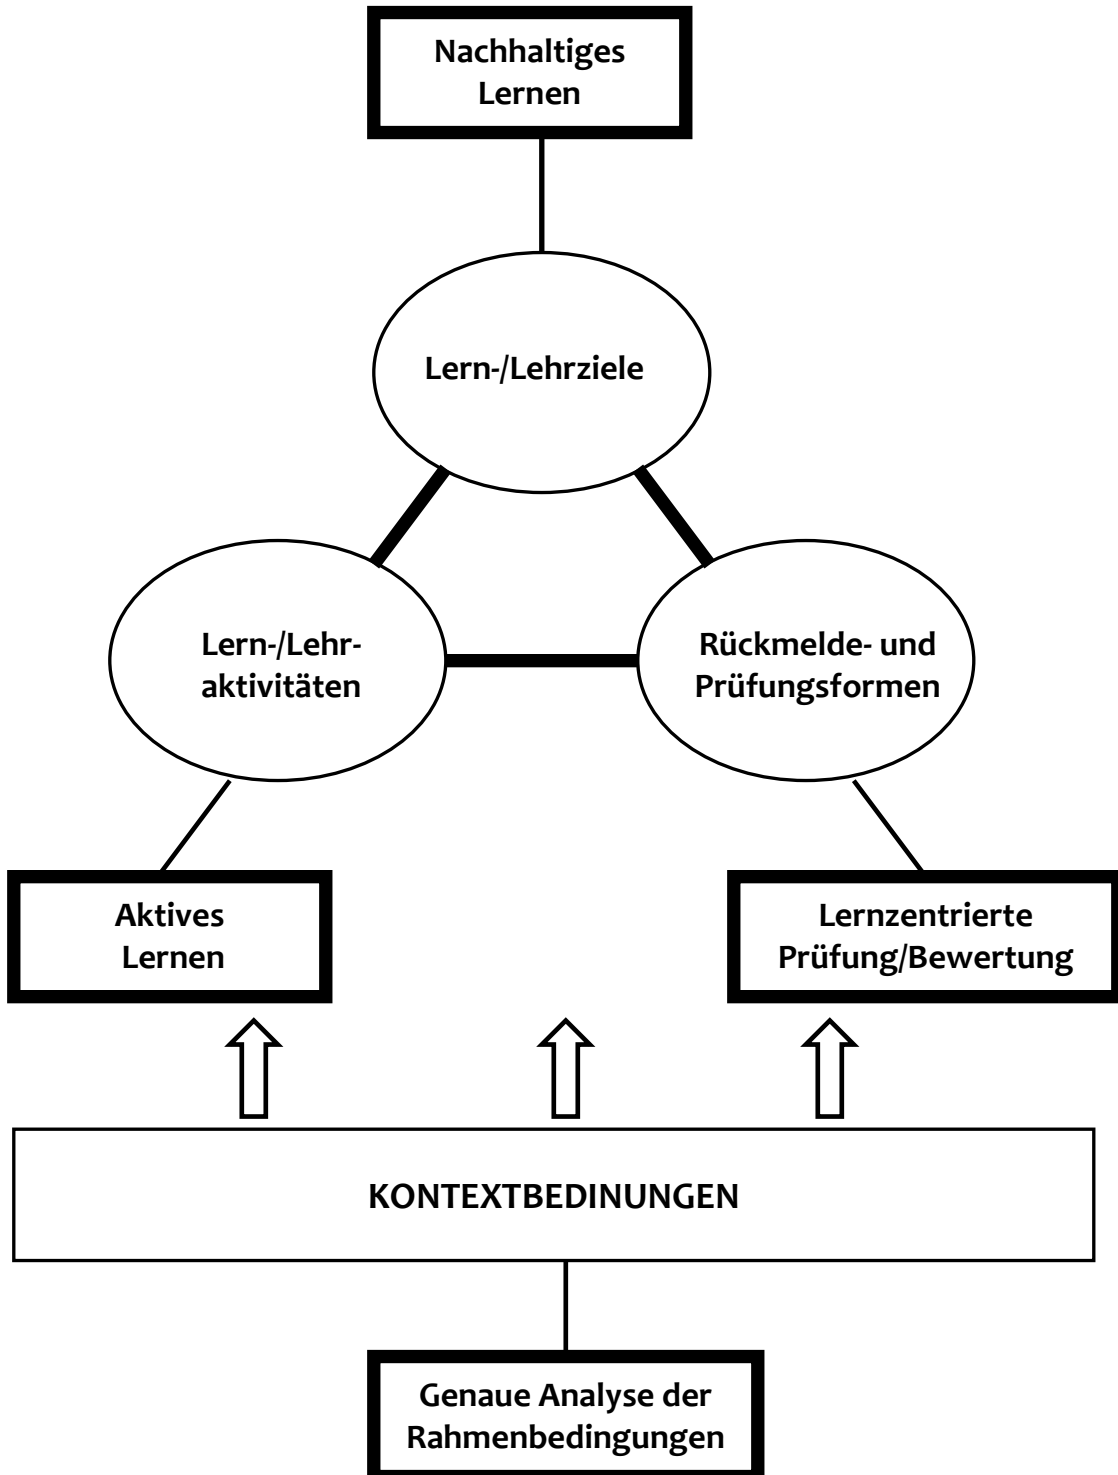 Nachhaltiges
Lernen
Lern-/Lehrziele
Lern-/Lehr-
aktivitäten
Rückmelde- und
Prüfungsformen
Aktives
Lernen
Lernzentrierte
Prüfung/Bewertung
KONTEXTBEDINUNGEN
Genaue Analyse der
Rahmenbedingungen